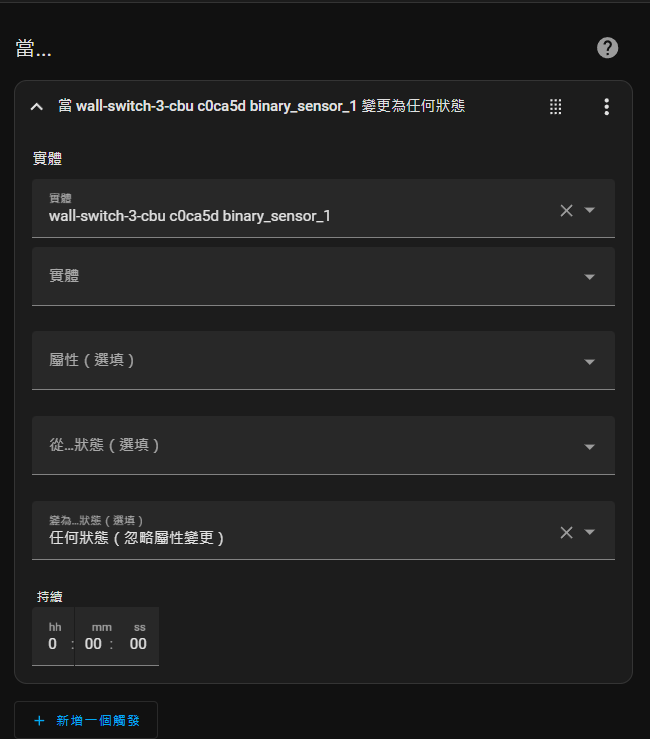 當...
當 wall-switch-3-cbu c0ca5d binary_sensor_1 變更為任何狀態
實體
實體
wall-switch-3-cbu c0ca5d binary_sensor_1
實體
屬性（選填）
從...狀態（選填）
變為...狀態（選填）
任何狀態（忽略屬性變更）
持續
hh mm ss
0 : 00 : 00
+ 新增一個觸發